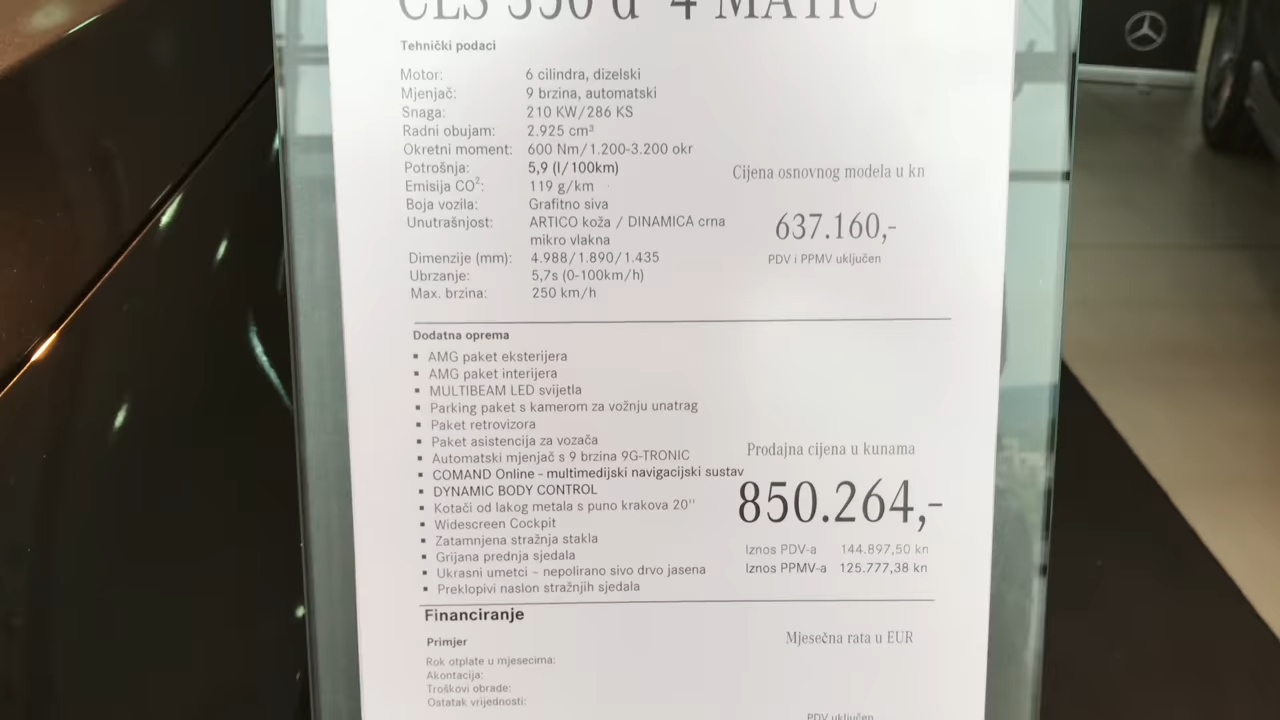 CLS 350 d 4 MATIC
Tehnički podaci
Motor: 6 cilindra, dizelski
Mjenjač: 9 brzina, automatski
Snaga: 210 KW/286 KS
Radni obujam: 2.925 cm³
Okretni moment: 600 Nm/1.200-3.200 okr
Potrošnja: 5,9 (l/100km)
Emisija CO²: 119 g/km
Boja vozila: Grafitno siva
Unutrašnjost: ARTICO koža / DINAMICA crna
mikro vlakna
Dimenzije (mm): 4.988/1.890/1.435
Ubrzanje: 5,7s (0-100km/h)
Max. brzina: 250 km/h
Cijena osnovnog modela u kn
637.160,-
PDV i PPMV uključen
Dodatna oprema
▪ AMG paket eksterijera
▪ AMG paket interijera
▪ MULTIBEAM LED svijetla
▪ Parking paket s kamerom za vožnju unatrag
▪ Paket retrovizora
▪ Paket asistencija za vozača
▪ Automatski mjenjač s 9 brzina 9G-TRONIC
▪ COMAND Online - multimedijski navigacijski sustav
▪ DYNAMIC BODY CONTROL
▪ Kotači od lakog metala s puno krakova 20''
▪ Widescreen Cockpit
▪ Zatamnjena stražnja stakla
▪ Grijana prednja sjedala
▪ Ukrasni umetci – nepolirano sivo drvo jasena
▪ Preklopivi naslon stražnjih sjedala
Prodajna cijena u kunama
850.264,-
Iznos PDV-a 144.897,50 kn
Iznos PPMV-a 125.777,38 kn
Financiranje
Primjer
Rok otplate u mjesecima:
Akontacija:
Troškovi obrade:
Ostatak vrijednosti:
Mjesečna rata u EUR
PDV uključen